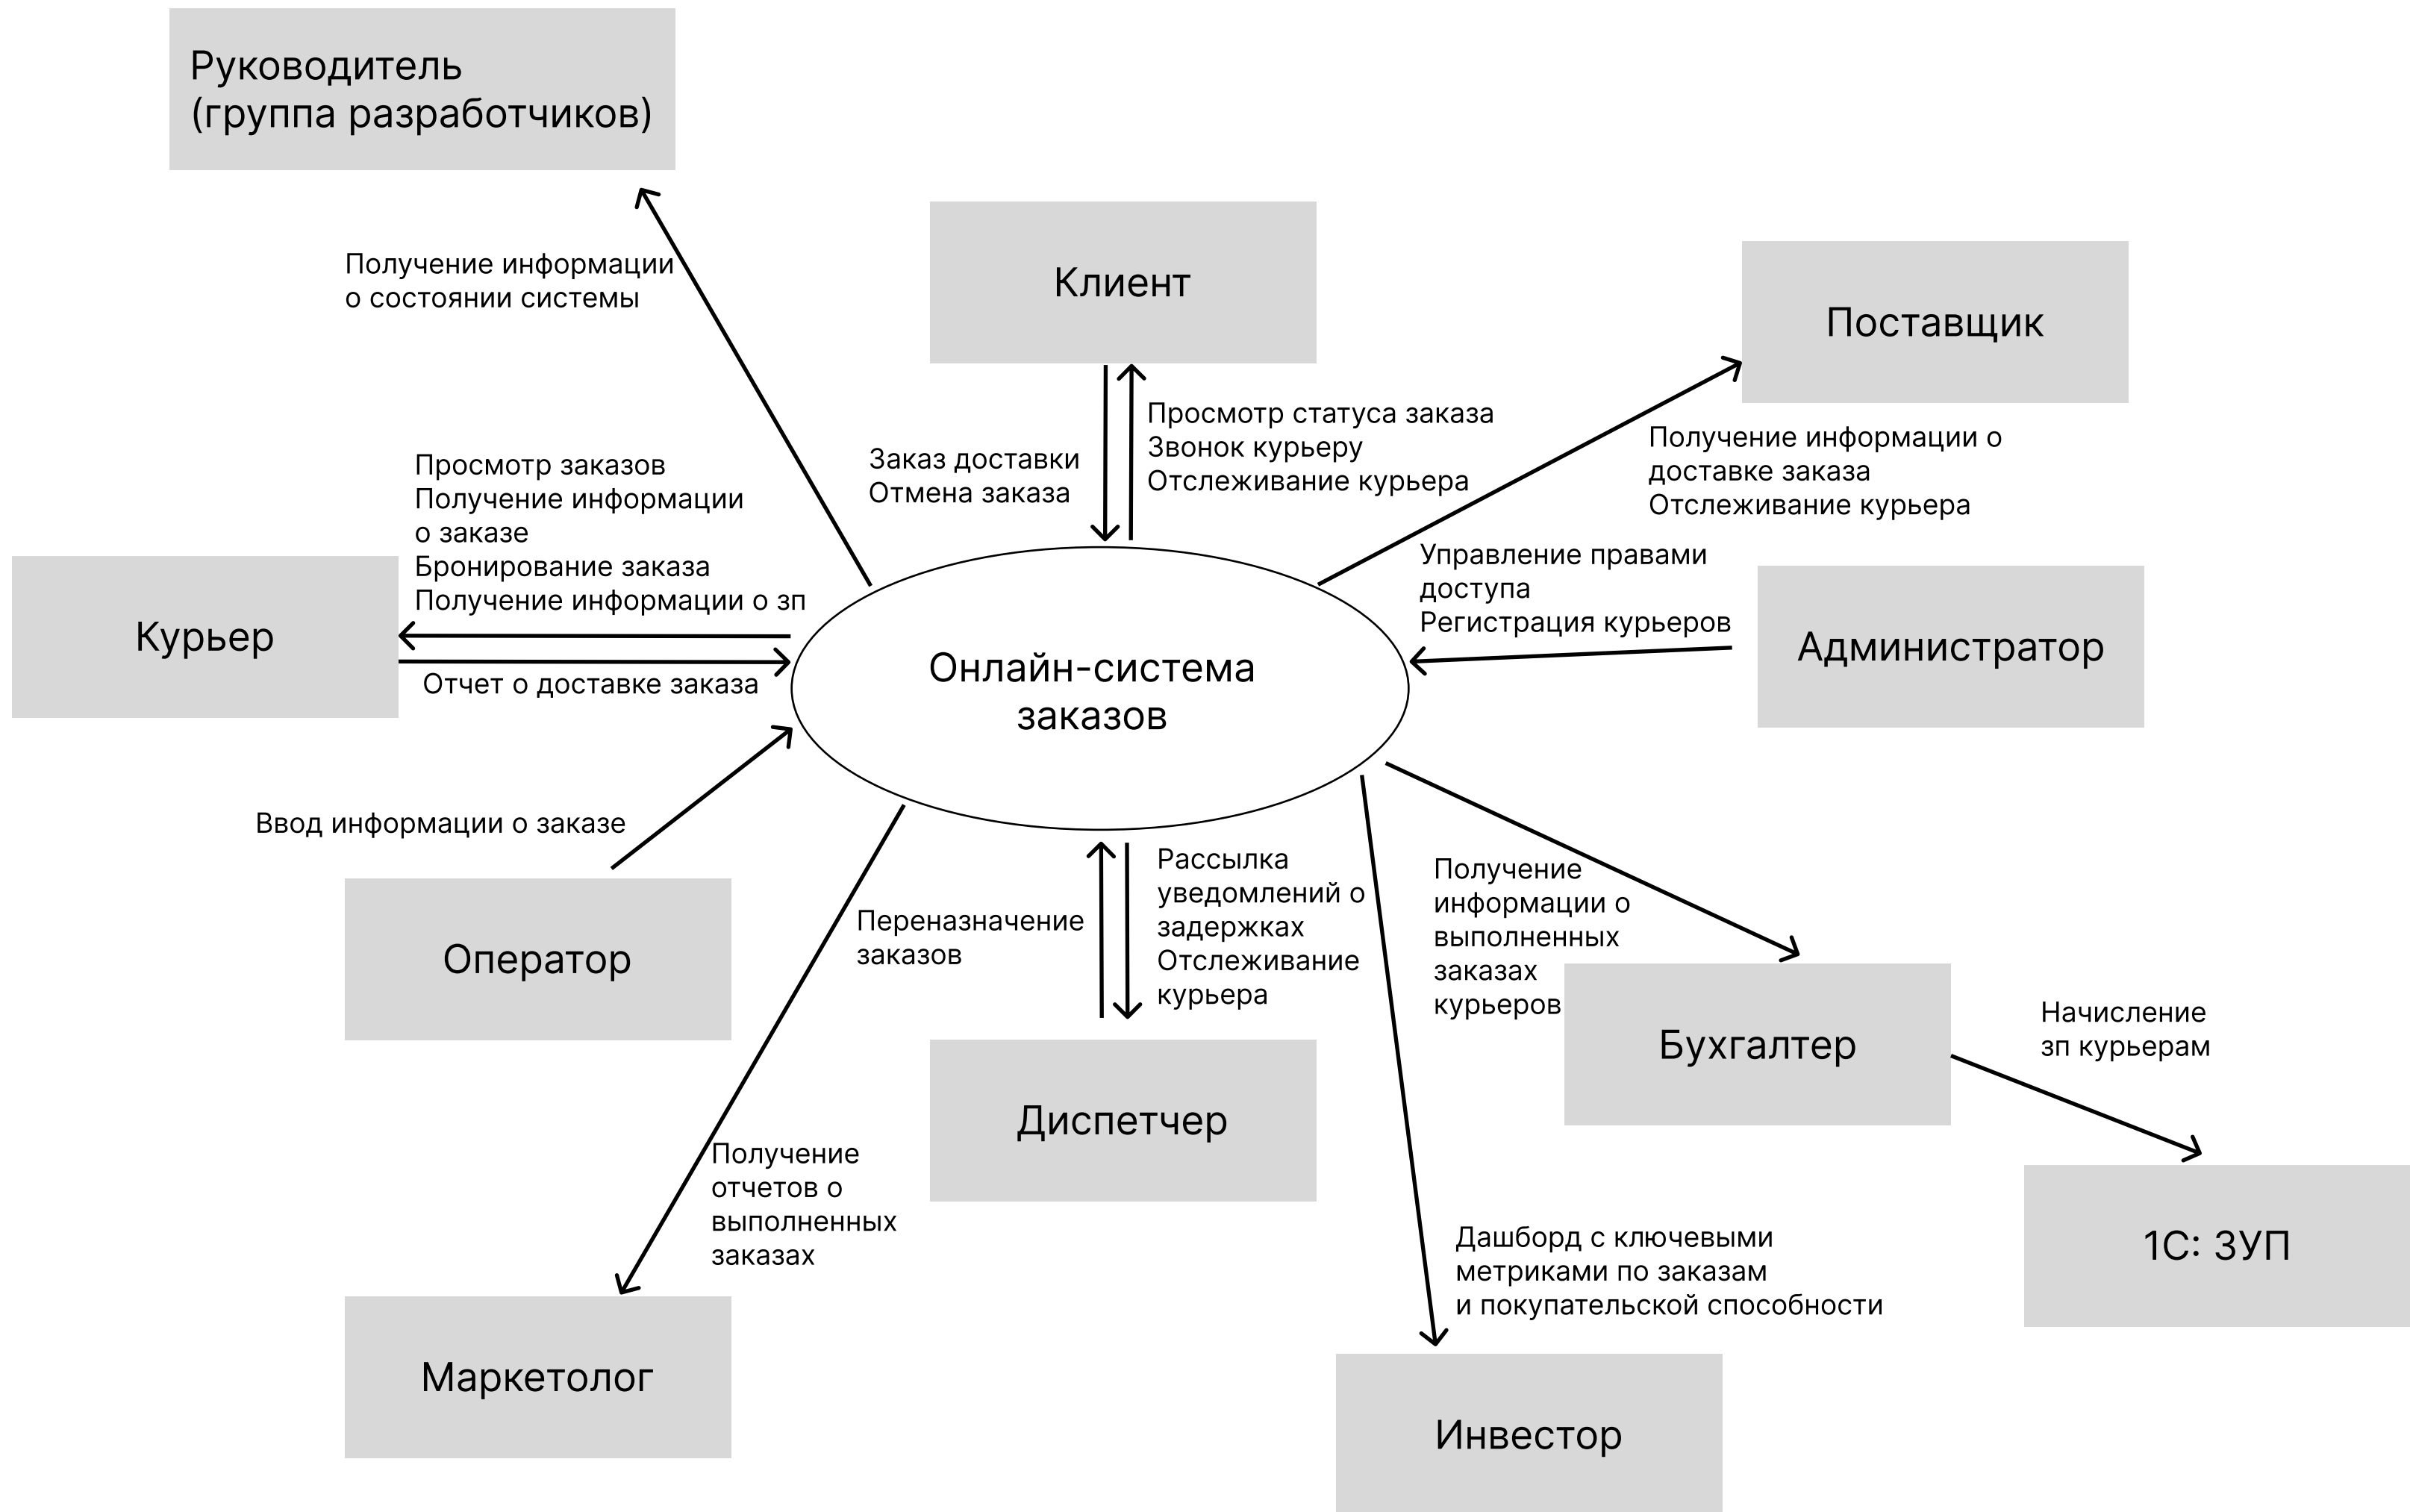 Руководитель
(группа разработчиков)
Получение информации
о состоянии системы
Клиент
Поставщик
Заказ доставки
Отмена заказа
Просмотр статуса заказа
Звонок курьеру
Отслеживание курьера
Получение информации о
доставке заказа
Отслеживание курьера
Просмотр заказов
Получение информации
о заказе
Бронирование заказа
Получение информации о зп
Курьер
Отчет о доставке заказа
Онлайн-система
заказов
Управление правами
доступа
Регистрация курьеров
Администратор
Ввод информации о заказе
Оператор
Переназначение
заказов
Рассылка
уведомлений о
задержках
Отслеживание
курьера
Диспетчер
Получение
информации о
выполненных
заказах
курьеров
Бухгалтер
Начисление
зп курьерам
1С: ЗУП
Получение
отчетов о
выполненных
заказах
Маркетолог
Дашборд с ключевыми
метриками по заказам
и покупательской способности
Инвестор